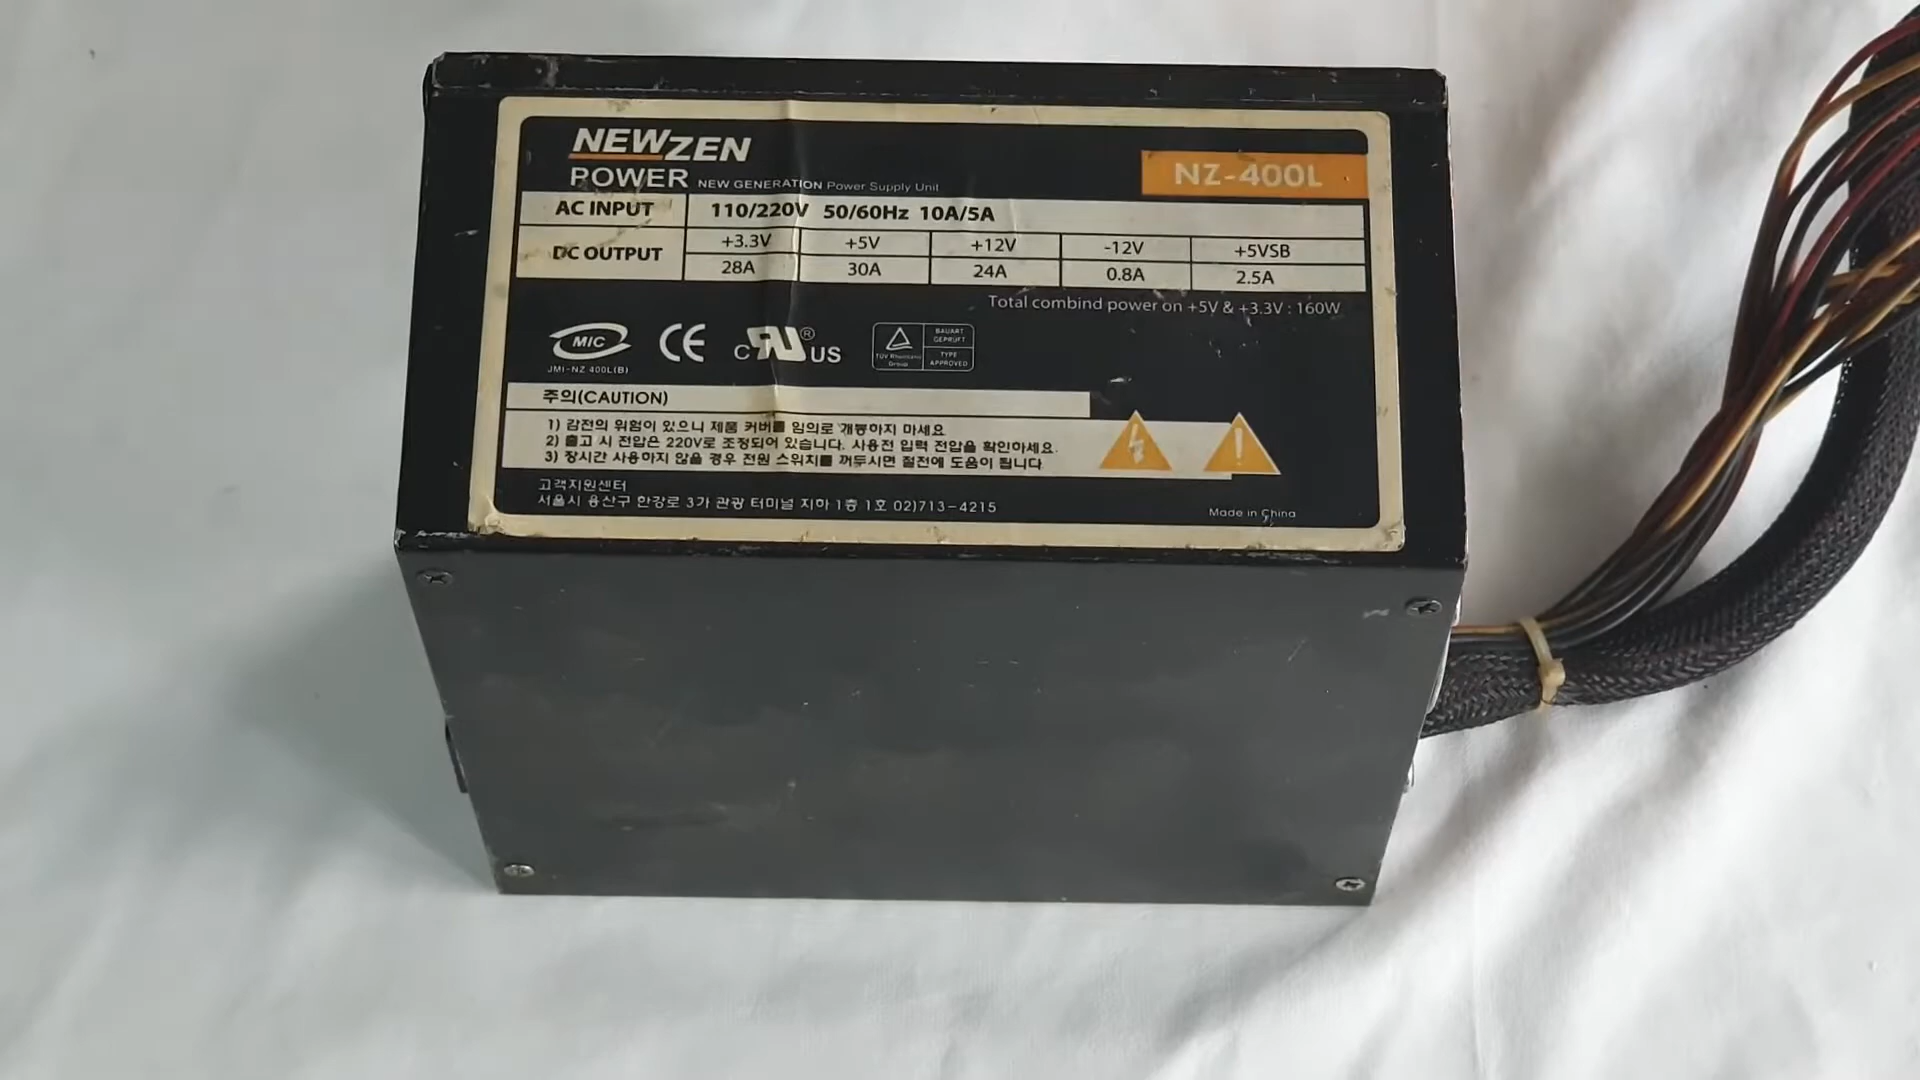 NEWZEN
POWER NEW GENERATION Power Supply Unit
NZ-400L
AC INPUT 110/220V 50/60Hz 10A/5A
DC OUTPUT +3.3V +5V +12V -12V +5VSB
28A 30A 24A 0.8A 2.5A
Total combind power on +5V & +3.3V : 160W
MIC
JMI-NZ 400L(B)
CE
C RU ® US
TÜV Rheinland Group
BAUART GEPRÜFT
TYPE APPROVED
주의(CAUTION)
1) 감전의 위험이 있으니 제품 커버를 임의로 개봉하지 마세요
2) 출고 시 전압은 220V로 조정되어 있습니다. 사용전 입력 전압을 확인하세요.
3) 장시간 사용하지 않을 경우 전원 스위치를 꺼두시면 절전에 도움이 됩니다
고객지원센터
서울시 용산구 한강로 3가 관광 터미널 지하 1층 1호 02)713-4215
Made in China